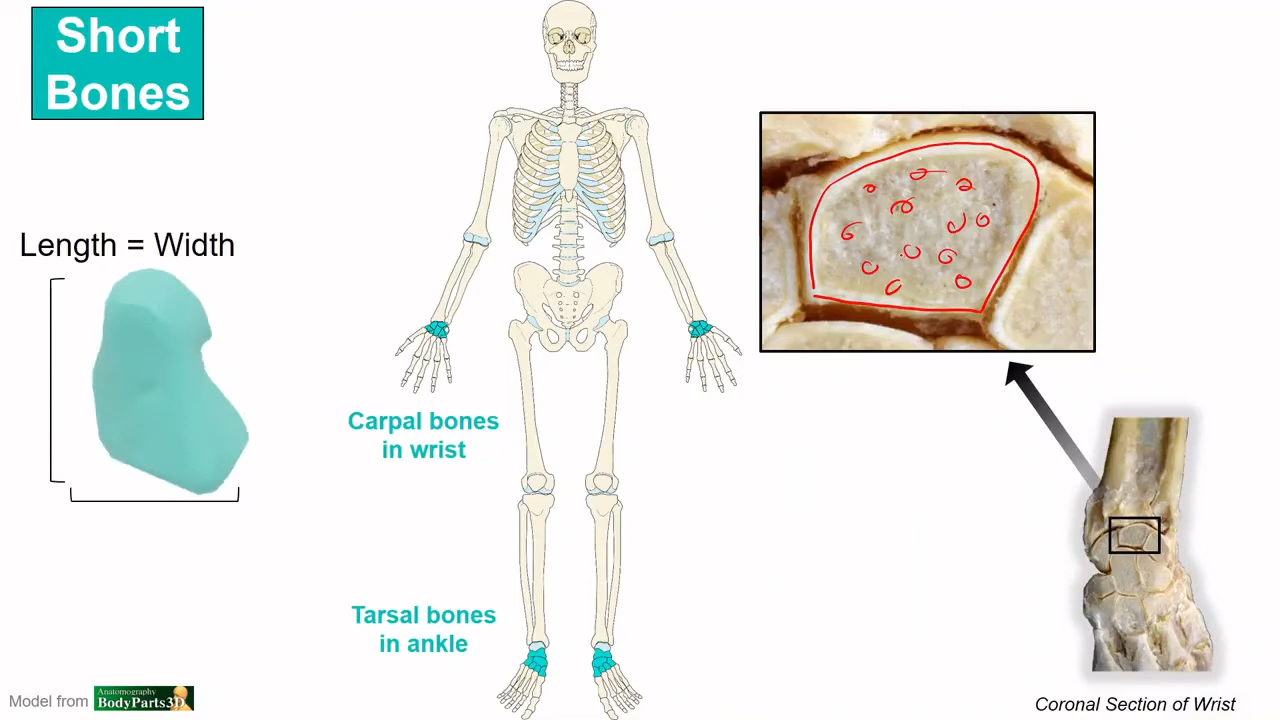 Short
Bones
Length = Width
Carpal bones
in wrist
Tarsal bones
in ankle
Model from
Anatomography
BodyParts3D
Coronal Section of Wrist